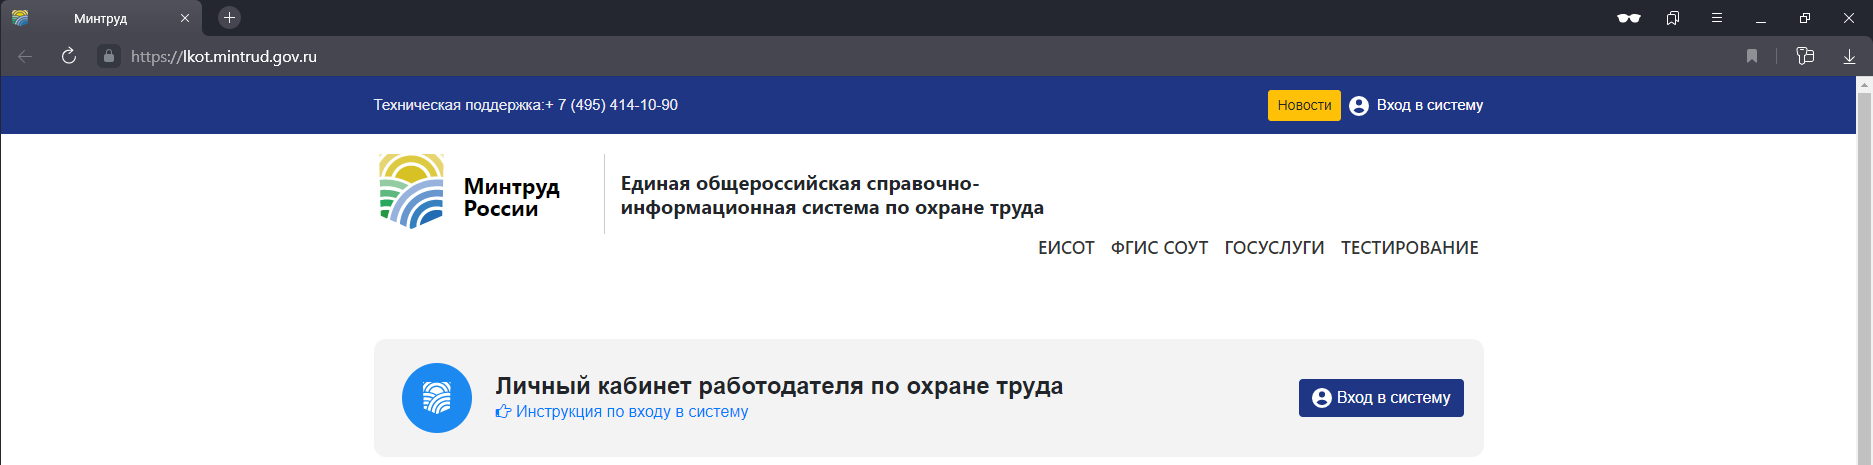 Минтруд
https://lkot.mintrud.gov.ru
Техническая поддержка:+ 7 (495) 414-10-90
Новости
Вход в систему
Минтруд
России
Единая общероссийская справочно-
информационная система по охране труда
ЕИСОТ ФГИС СОУТ ГОСУСЛУГИ ТЕСТИРОВАНИЕ
Личный кабинет работодателя по охране труда
Инструкция по входу в систему
Вход в систему